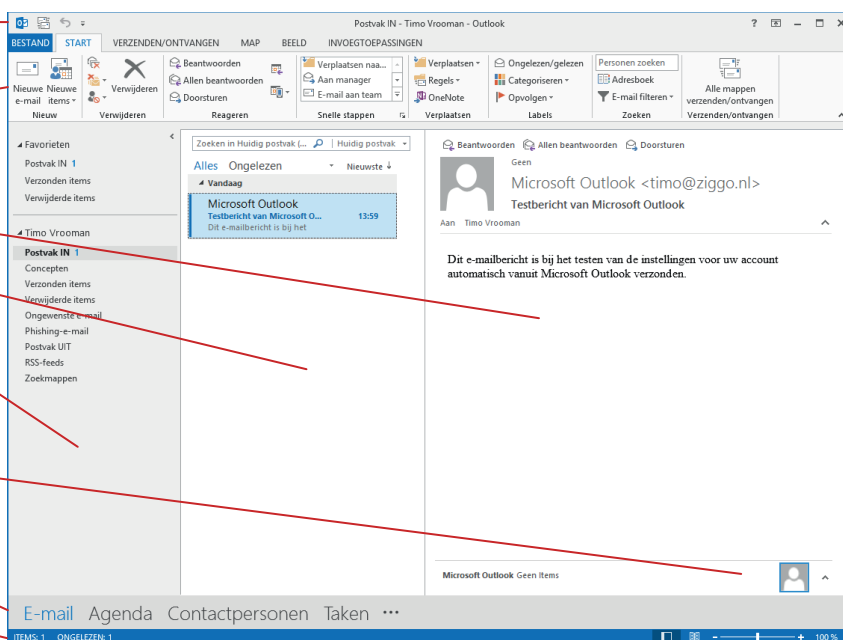 Postvak IN - Timo Vrooman - Outlook
BESTAND START VERZENDEN/ONTVANGEN MAP BEELD INVOEGTOEPASSINGEN
Nieuwe e-mail
Nieuwe items
Nieuw
Verwijderen
Verwijderen
Beantwoorden
Allen beantwoorden
Doorsturen
Reageren
Verplaatsen naa...
Aan manager
E-mail aan team
Snelle stappen
Verplaatsen
Regels
OneNote
Verplaatsen
Ongelezen/gelezen
Categoriseren
Opvolgen
Labels
Personen zoeken
Adresboek
E-mail filteren
Zoeken
Alle mappen
verzenden/ontvangen
Verzenden/ontvangen
Favorieten
Postvak IN 1
Verzonden items
Verwijderde items
Timo Vrooman
Postvak IN 1
Concepten
Verzonden items
Verwijderde items
Ongewenste e-mail
Phishing-e-mail
Postvak UIT
RSS-feeds
Zoekmappen
Zoeken in Huidig postvak (... Huidig postvak
Alles Ongelezen Nieuwste ↓
Vandaag
Microsoft Outlook
Testbericht van Microsoft O... 13:59
Dit e-mailbericht is bij het
Beantwoorden Allen beantwoorden Doorsturen
Geen
Microsoft Outlook <timo@ziggo.nl>
Testbericht van Microsoft Outlook
Aan Timo Vrooman
Dit e-mailbericht is bij het testen van de instellingen voor uw account
automatisch vanuit Microsoft Outlook verzonden.
Microsoft Outlook Geen Items
E-mail Agenda Contactpersonen Taken ···
ITEMS: 1 ONGELEZEN: 1 100 %